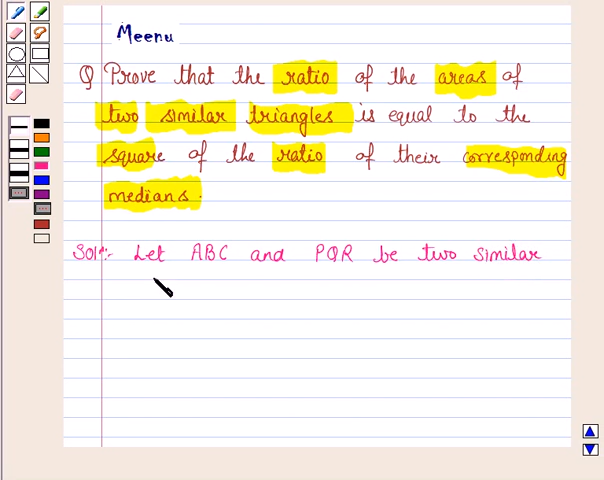 Meenu
Q Prove that the ratio of the areas of
two similar triangles is equal to the
square of the ratio of their corresponding
medians.
Solⁿ:- Let ABC and PQR be two similar